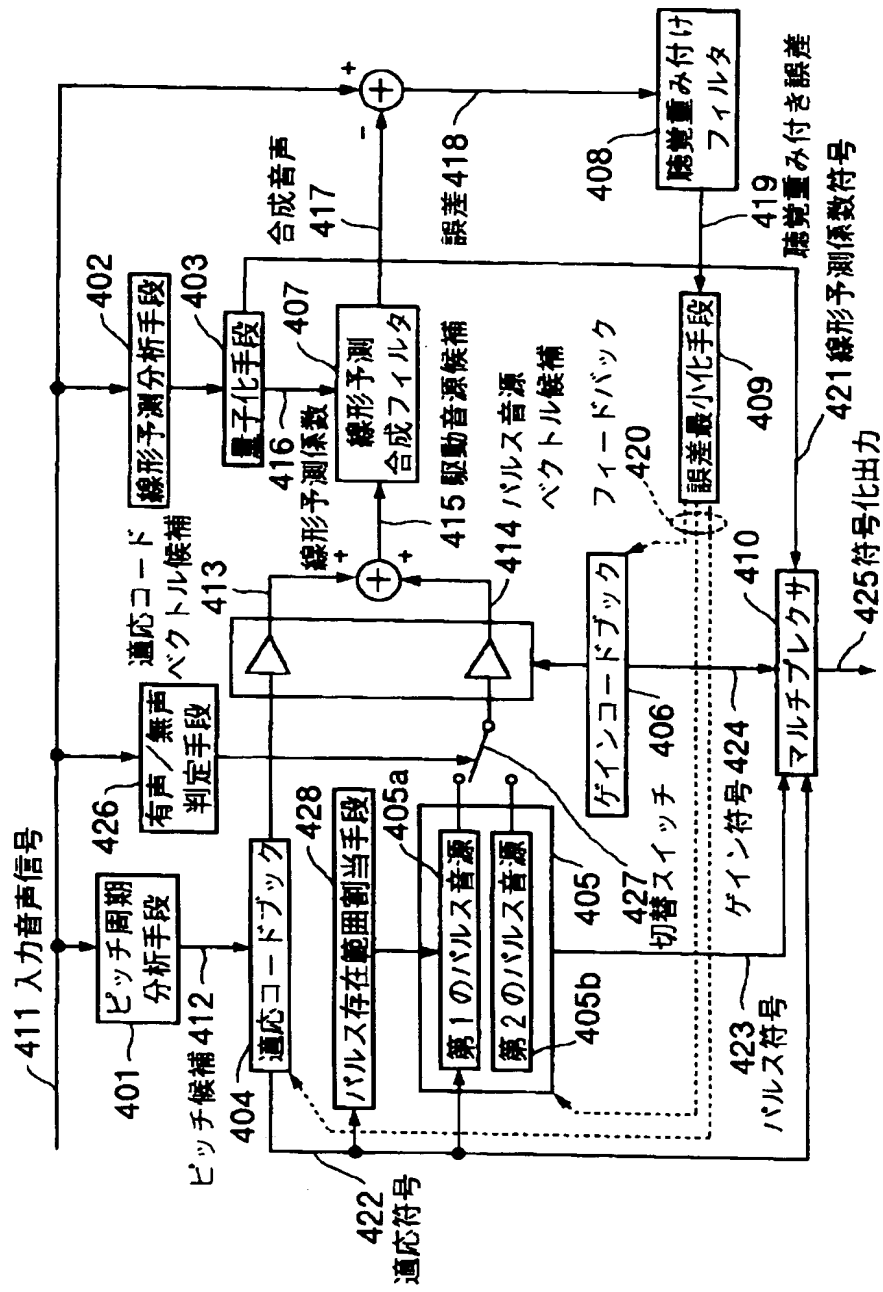 411 入力音声信号
401
ピッチ周期
分析手段
ピッチ候補 412
426
有声／無声
判定手段
402
線形予測分析手段
403
量子化手段
416
線形予測係数
407
線形予測
合成フィルタ
合成音声
417
誤差 418
聴覚重み付け
フィルタ
408
419
聴覚重み付き誤差
404
適応コードブック
適応コード
ベクトル候補
413
428
パルス存在範囲割当手段
405a
第1のパルス音源
第2のパルス音源
405b
405
427
切替スイッチ
415 駆動音源候補
414 パルス音源
ベクトル候補
ゲインコードブック
406
フィードバック
420
誤差最小化手段
409
422
適応符号
423
パルス符号
ゲイン符号 424
410
マルチプレクサ
421 線形予測係数符号
425 符号化出力